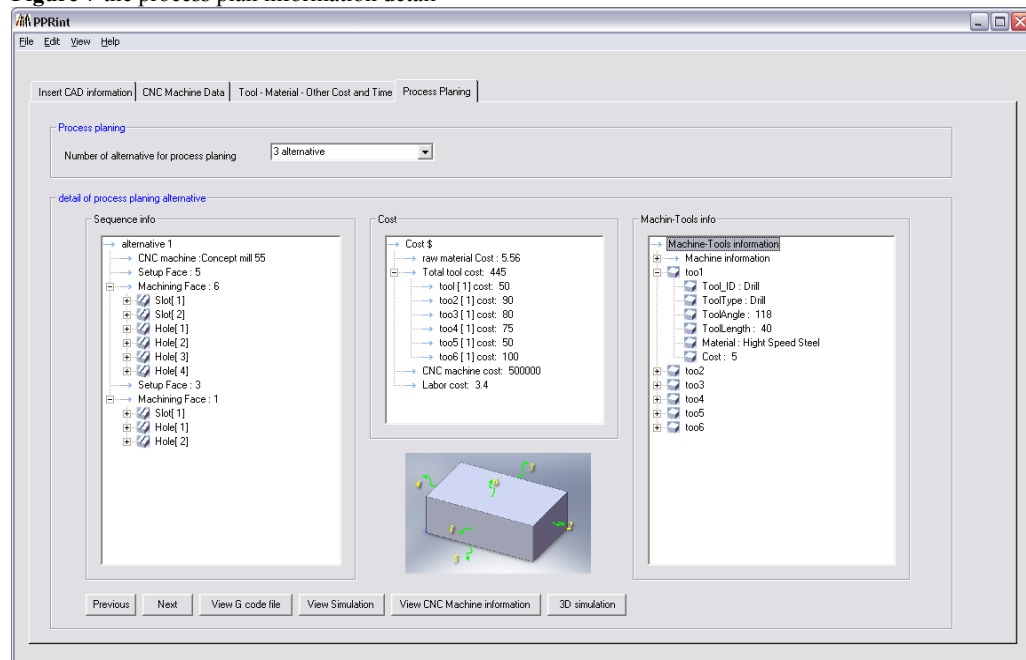 Figure 7 the process plan information detail
PPRint
File Edit View Help
Insert CAD information CNC Machine Data Tool - Material - Other Cost and Time Process Planing
Process planing
Number of alternative for process planing 3 alternative
detail of process planing alternative
Sequence info
alternative 1
CNC machine :Concept mill 55
Setup Face : 5
Machining Face : 6
Slot[ 1]
Slot[ 2]
Hole[ 1]
Hole[ 2]
Hole[ 3]
Hole[ 4]
Setup Face : 3
Machining Face : 1
Slot[ 1]
Hole[ 1]
Hole[ 2]
Cost
Cost $
raw material Cost : 5.56
Total tool cost: 445
tool [ 1] cost: 50
too2 [ 1] cost: 90
too3 [ 1] cost: 80
too4 [ 1] cost: 75
too5 [ 1] cost: 50
too6 [ 1] cost: 100
CNC machine cost: 500000
Labor cost: 3.4
Machin-Tools info
Machine-Tools information
Machine information
too1
Tool_ID : Drill
ToolType : Drill
ToolAngle : 118
ToolLength : 40
Material : Hight Speed Steel
Cost : 5
too2
too3
too4
too5
too6
Previous Next View G code file View Simulation View CNC Machine information 3D simulation